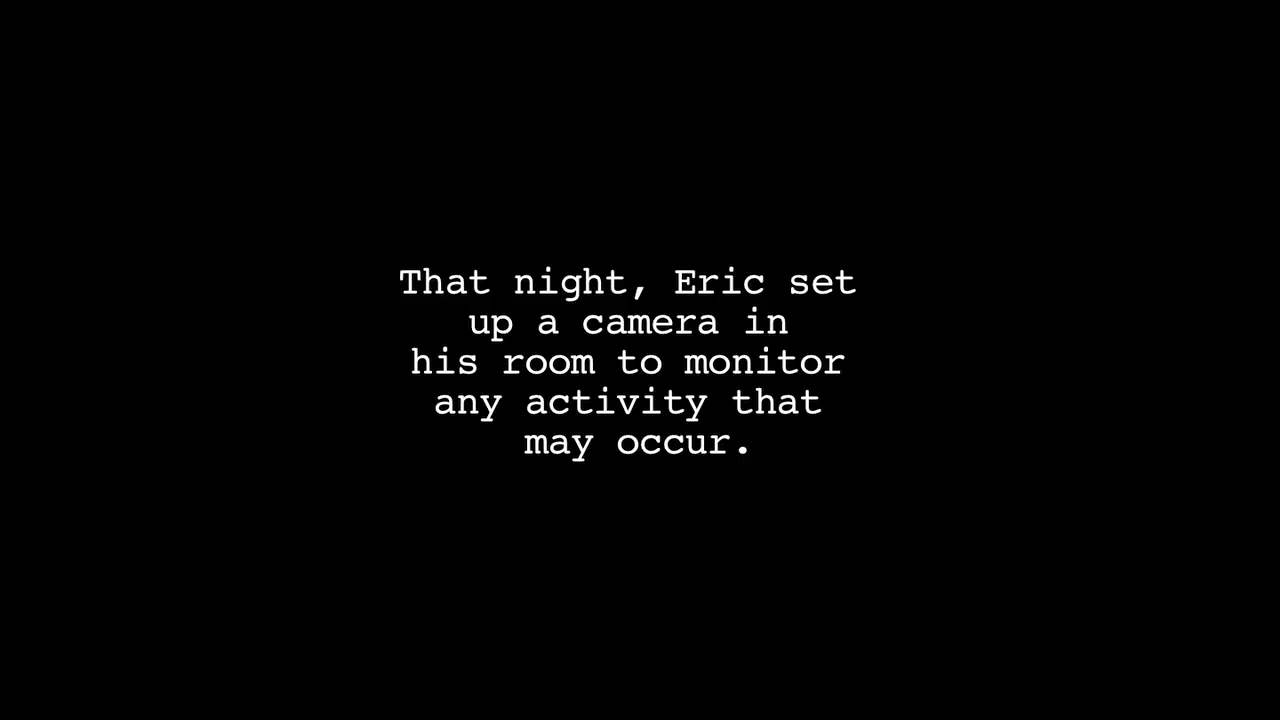 That night, Eric set
up a camera in
his room to monitor
any activity that
may occur.